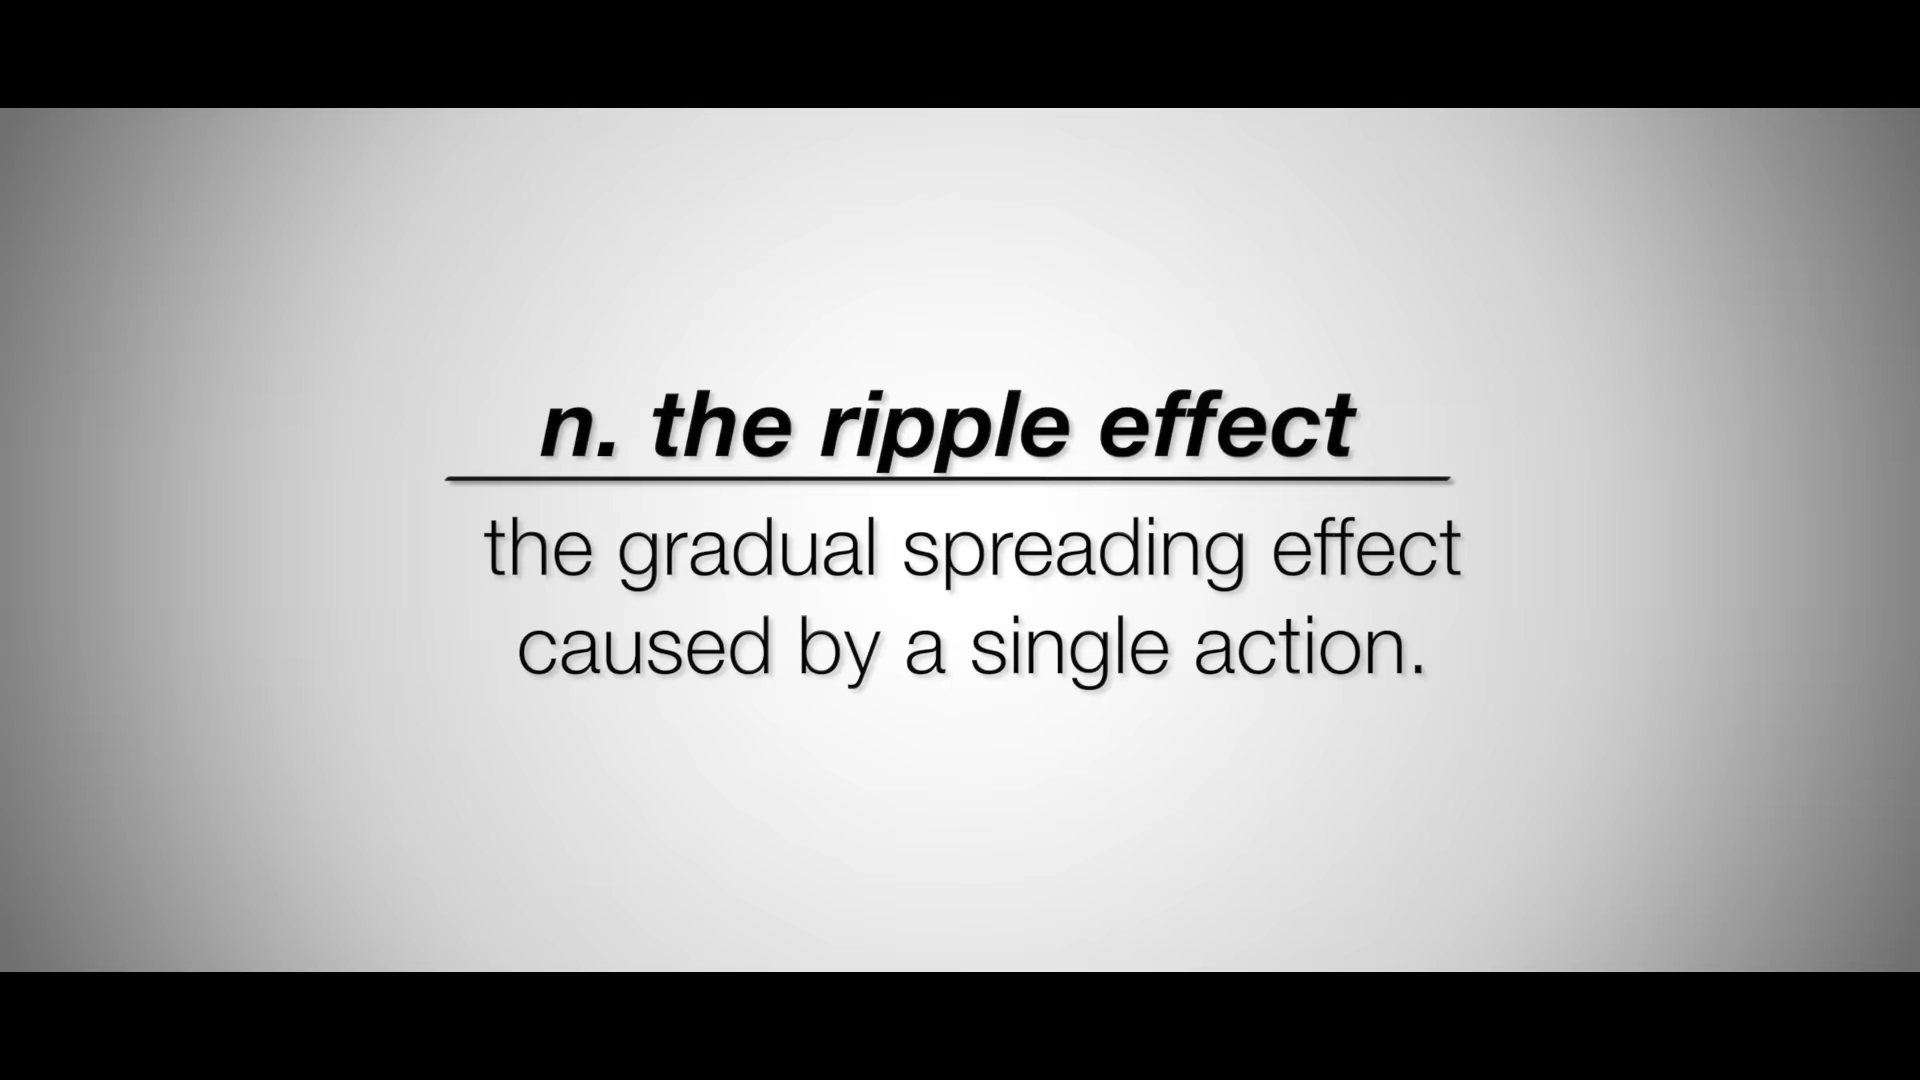 n. the ripple effect
the gradual spreading effect
caused by a single action.